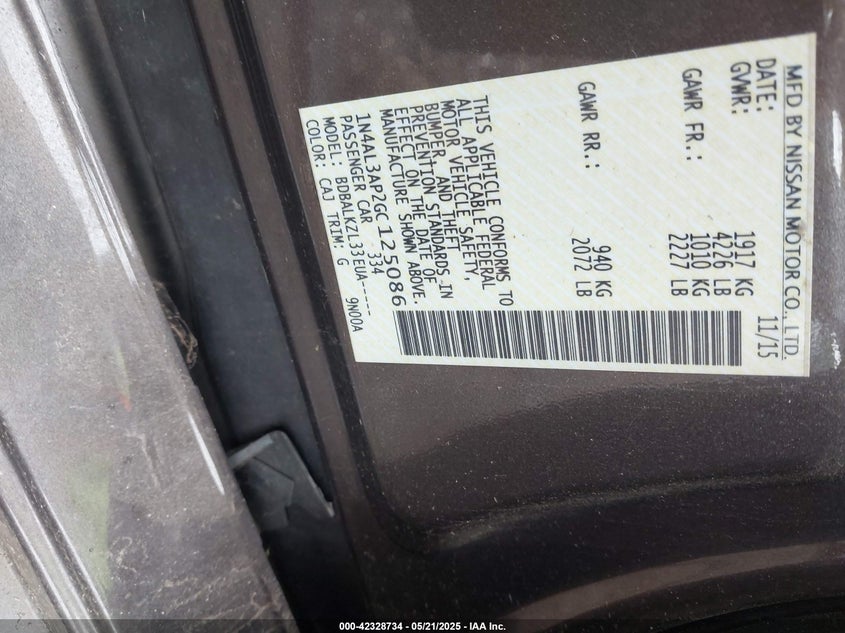 MFD BY NISSAN MOTOR CO., LTD.
DATE: 11/15
GVWR: 1917 KG
4226 LB
GAWR FR.: 1010 KG
2227 LB
GAWR RR.: 940 KG
2072 LB
THIS VEHICLE CONFORMS TO
ALL APPLICABLE FEDERAL
MOTOR VEHICLE SAFETY,
BUMPER, AND THEFT
PREVENTION STANDARDS IN
EFFECT ON THE DATE OF
MANUFACTURE SHOWN ABOVE.
1N4AL3AP2GC125086
PASSENGER CAR 334
MODEL: BDBALKZL33EUA-----
COLOR: CAJ TRIM: G 9N00A
000-42328734 - 05/21/2025 - IAA Inc.